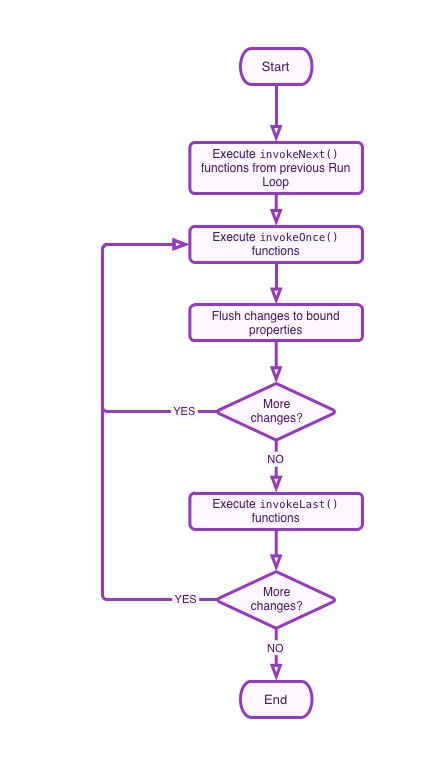 Start
Execute invokeNext()
functions from previous Run
Loop
Execute invokeOnce()
functions
Flush changes to bound
properties
More
changes?
YES
NO
Execute invokeLast()
functions
More
changes?
YES
NO
End